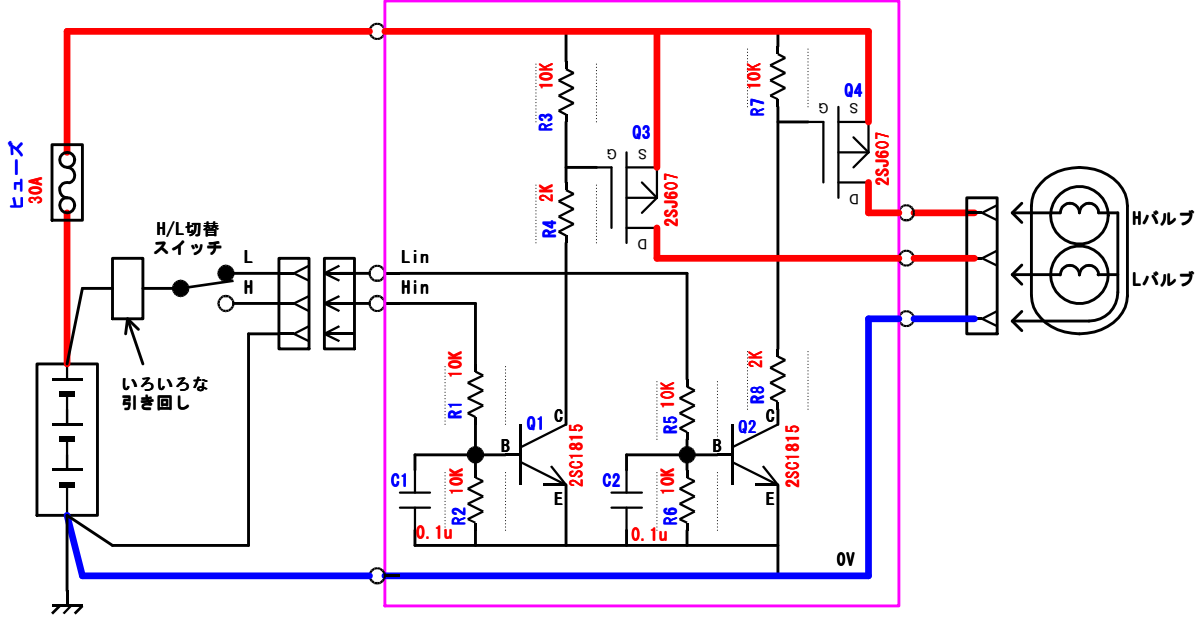 ヒューズ
30A
H/L切替
スイッチ
L
H
いろいろな
引き回し
Lin
Hin
10K
R3
2K
R4
Q3
G
S
D
2SJ607
10K
R7
Q4
G
S
D
2SJ607
Hバルブ
Lバルブ
10K
R1
10K
R2
C1
0.1u
Q1
B
C
E
2SC1815
10K
R5
10K
R6
C2
0.1u
2K
R8
Q2
B
C
E
2SC1815
0V